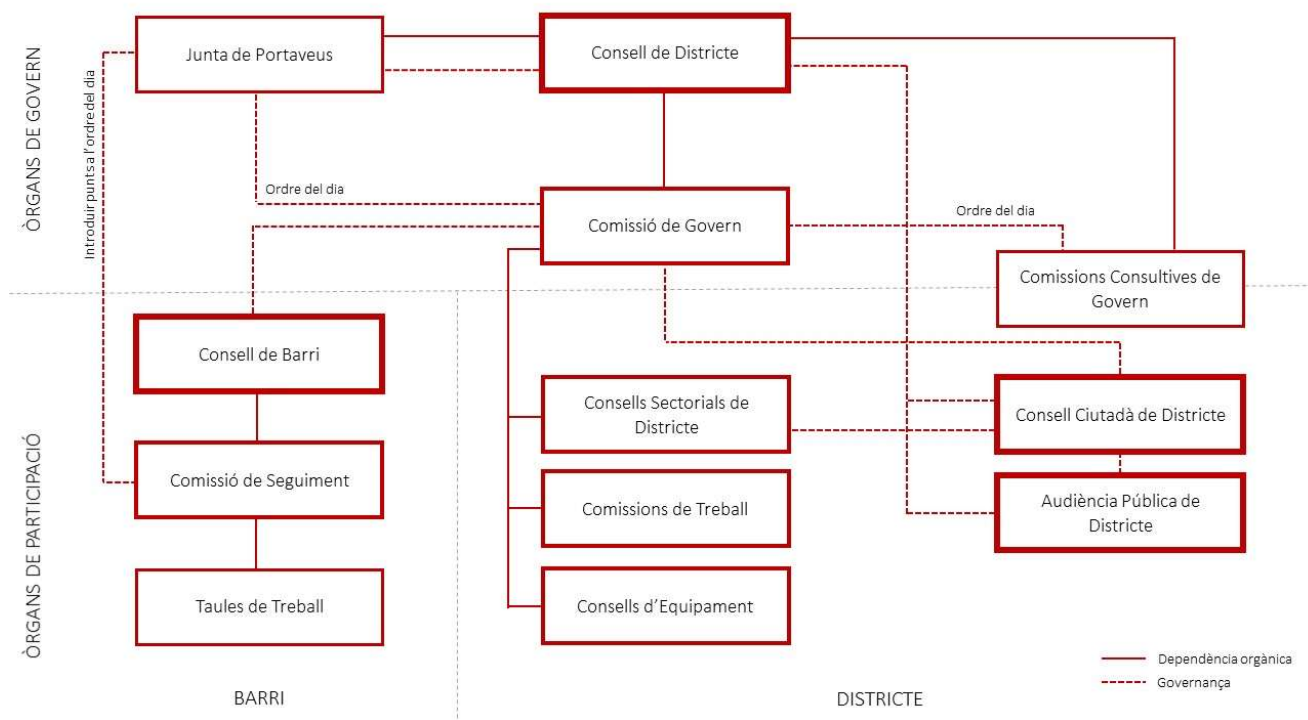 ÒRGANS DE GOVERN
Introduir punts a l'ordre del dia
Junta de Portaveus
Consell de Districte
Ordre del dia
Comissió de Govern
Ordre del dia
Comissions Consultives de
Govern
ÒRGANS DE PARTICIPACIÓ
Consell de Barri
Comissió de Seguiment
Taules de Treball
Consells Sectorials de
Districte
Comissions de Treball
Consells d’Equipament
Consell Ciutadà de Districte
Audiència Pública de
Districte
Dependència orgànica
Governança
BARRI
DISTRICTE